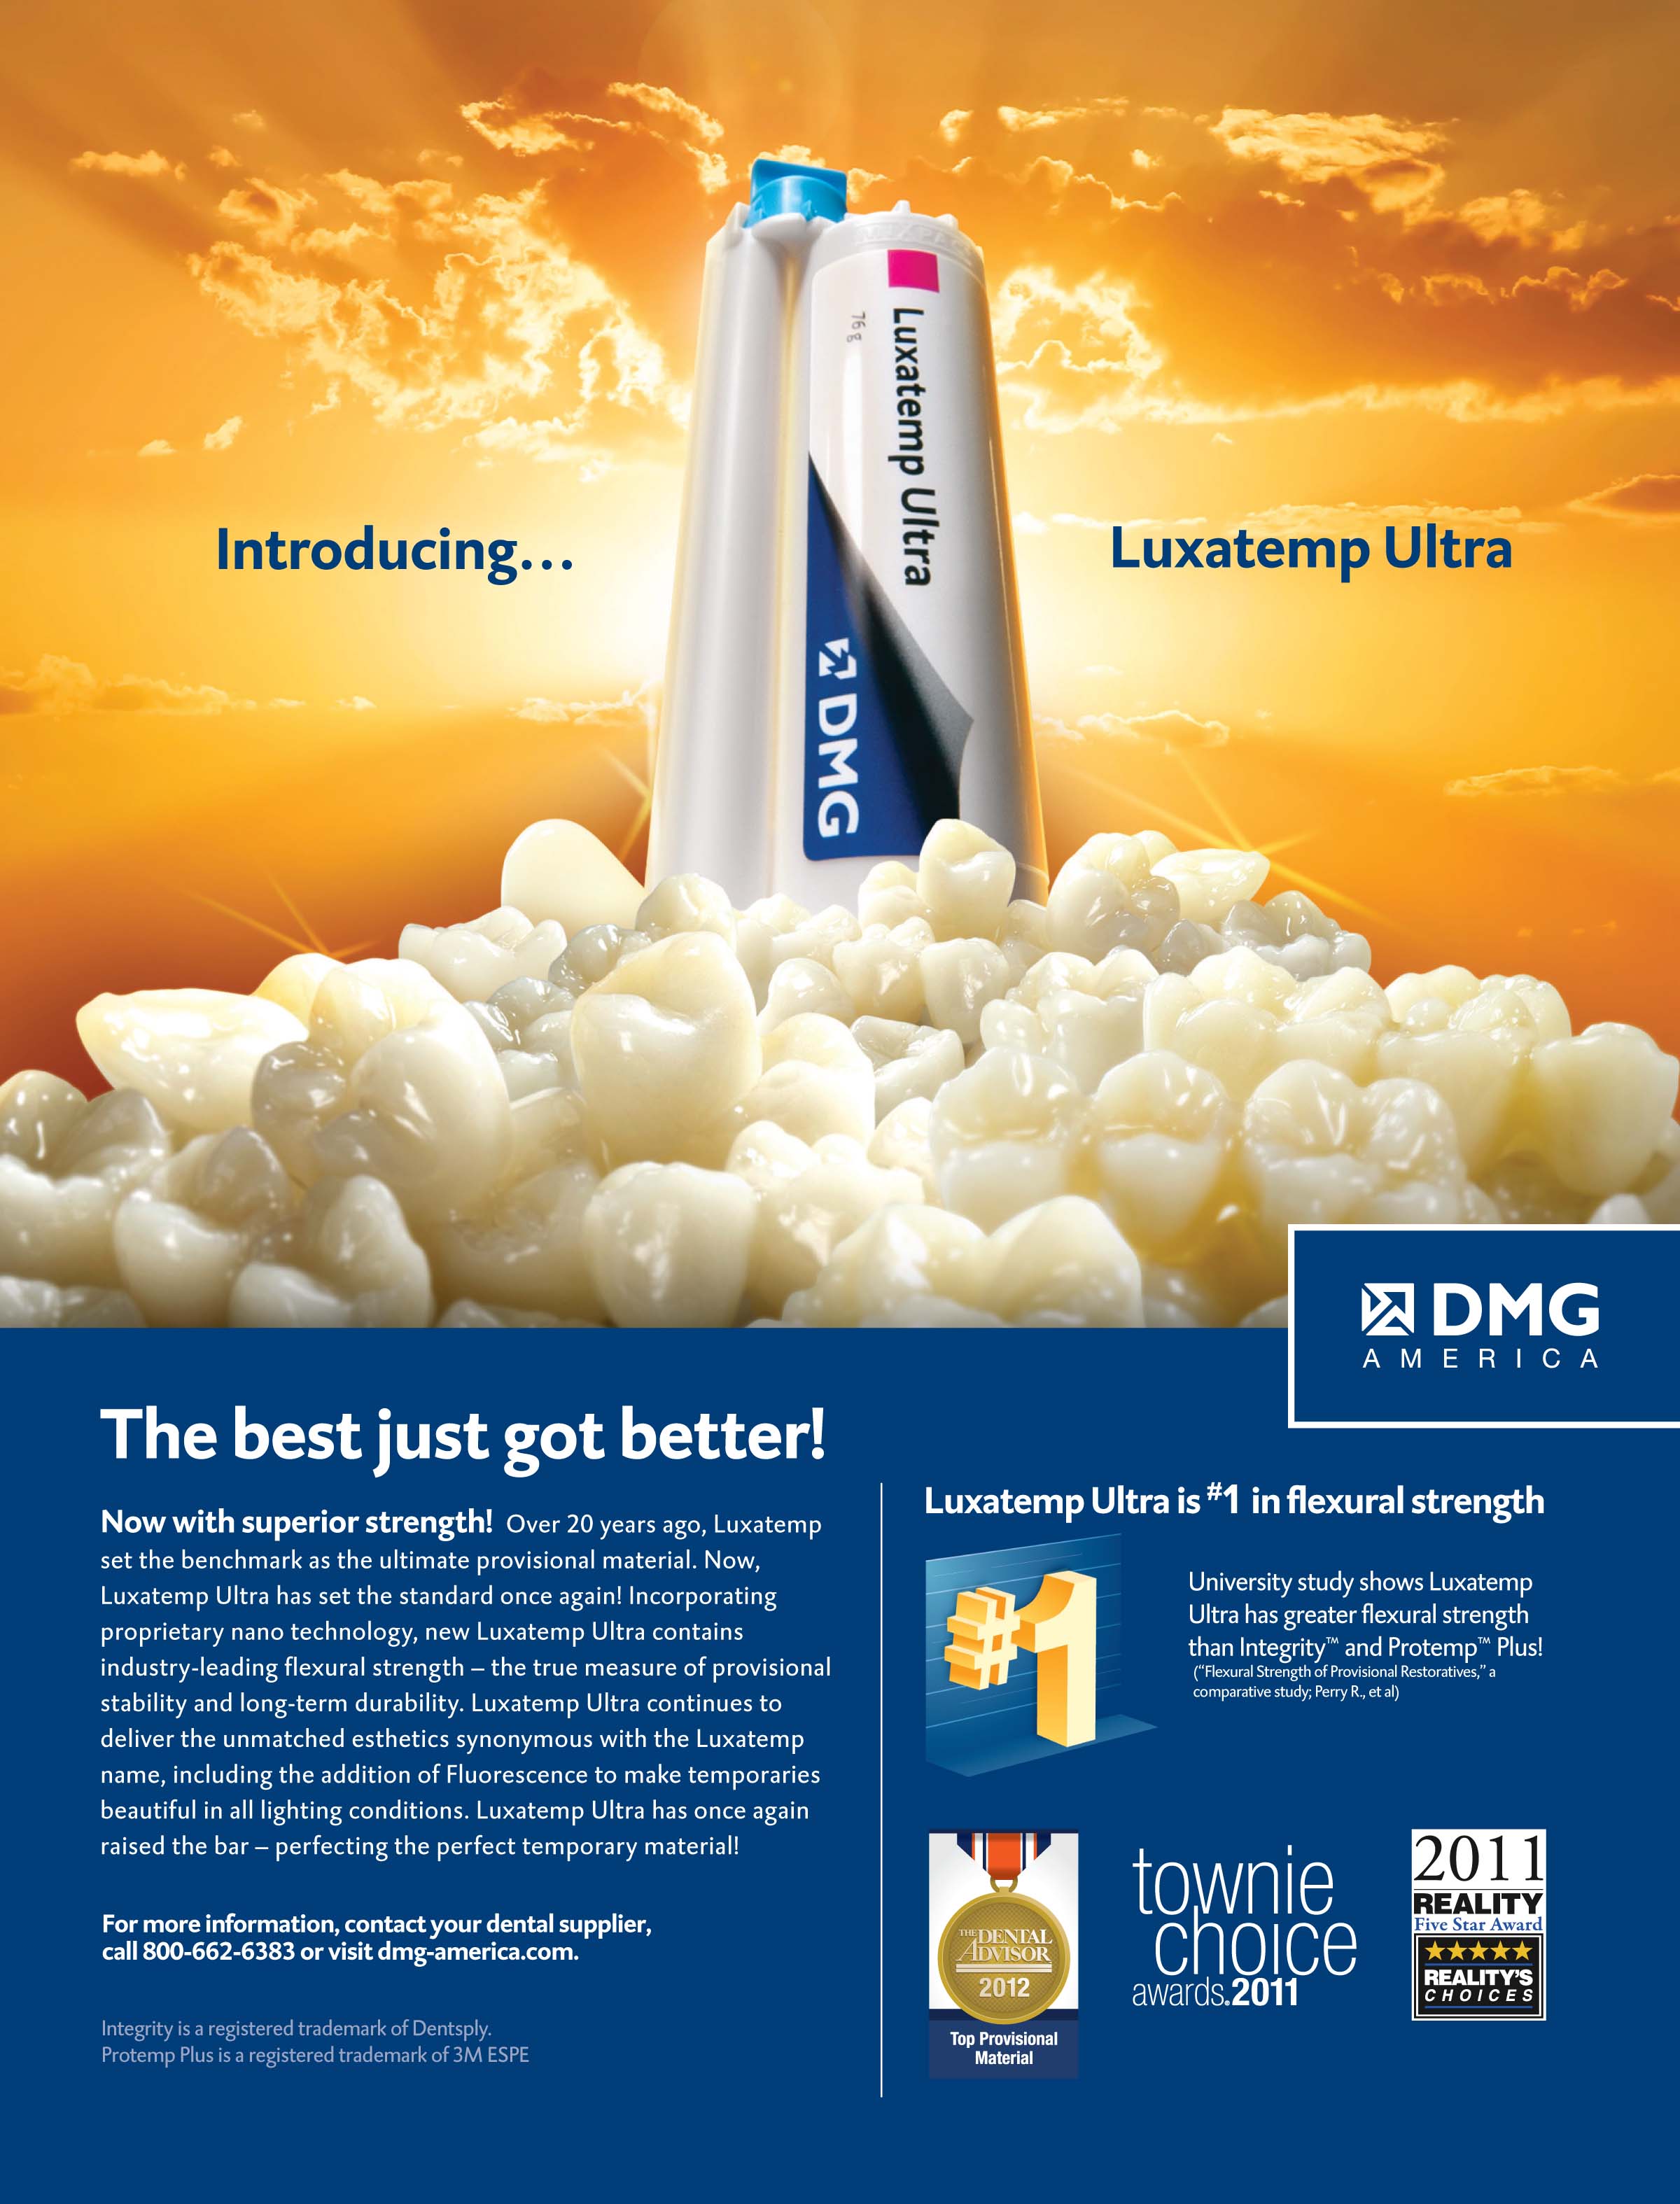 Introducing...
Luxatemp Ultra
76g
Luxatemp Ultra
DMG
DMG
AMERICA
The best just got better!
Now with superior strength! Over 20 years ago, Luxatemp
set the benchmark as the ultimate provisional material. Now,
Luxatemp Ultra has set the standard once again! Incorporating
proprietary nano technology, new Luxatemp Ultra contains
industry-leading flexural strength – the true measure of provisional
stability and long-term durability. Luxatemp Ultra continues to
deliver the unmatched esthetics synonymous with the Luxatemp
name, including the addition of Fluorescence to make temporaries
beautiful in all lighting conditions. Luxatemp Ultra has once again
raised the bar – perfecting the perfect temporary material!
For more information, contact your dental supplier,
call 800-662-6383 or visit dmg-america.com.
Integrity is a registered trademark of Dentsply.
Protemp Plus is a registered trademark of 3M ESPE
Luxatemp Ultra is #1 in flexural strength
#1
University study shows Luxatemp
Ultra has greater flexural strength
than Integrity™ and Protemp™ Plus!
(“Flexural Strength of Provisional Restoratives,” a
comparative study; Perry R., et al)
THE DENTAL
ADVISOR
2012
Top Provisional
Material
townie
choice
awards.2011
2011
REALITY
Five Star Award
REALITY'S
CHOICES